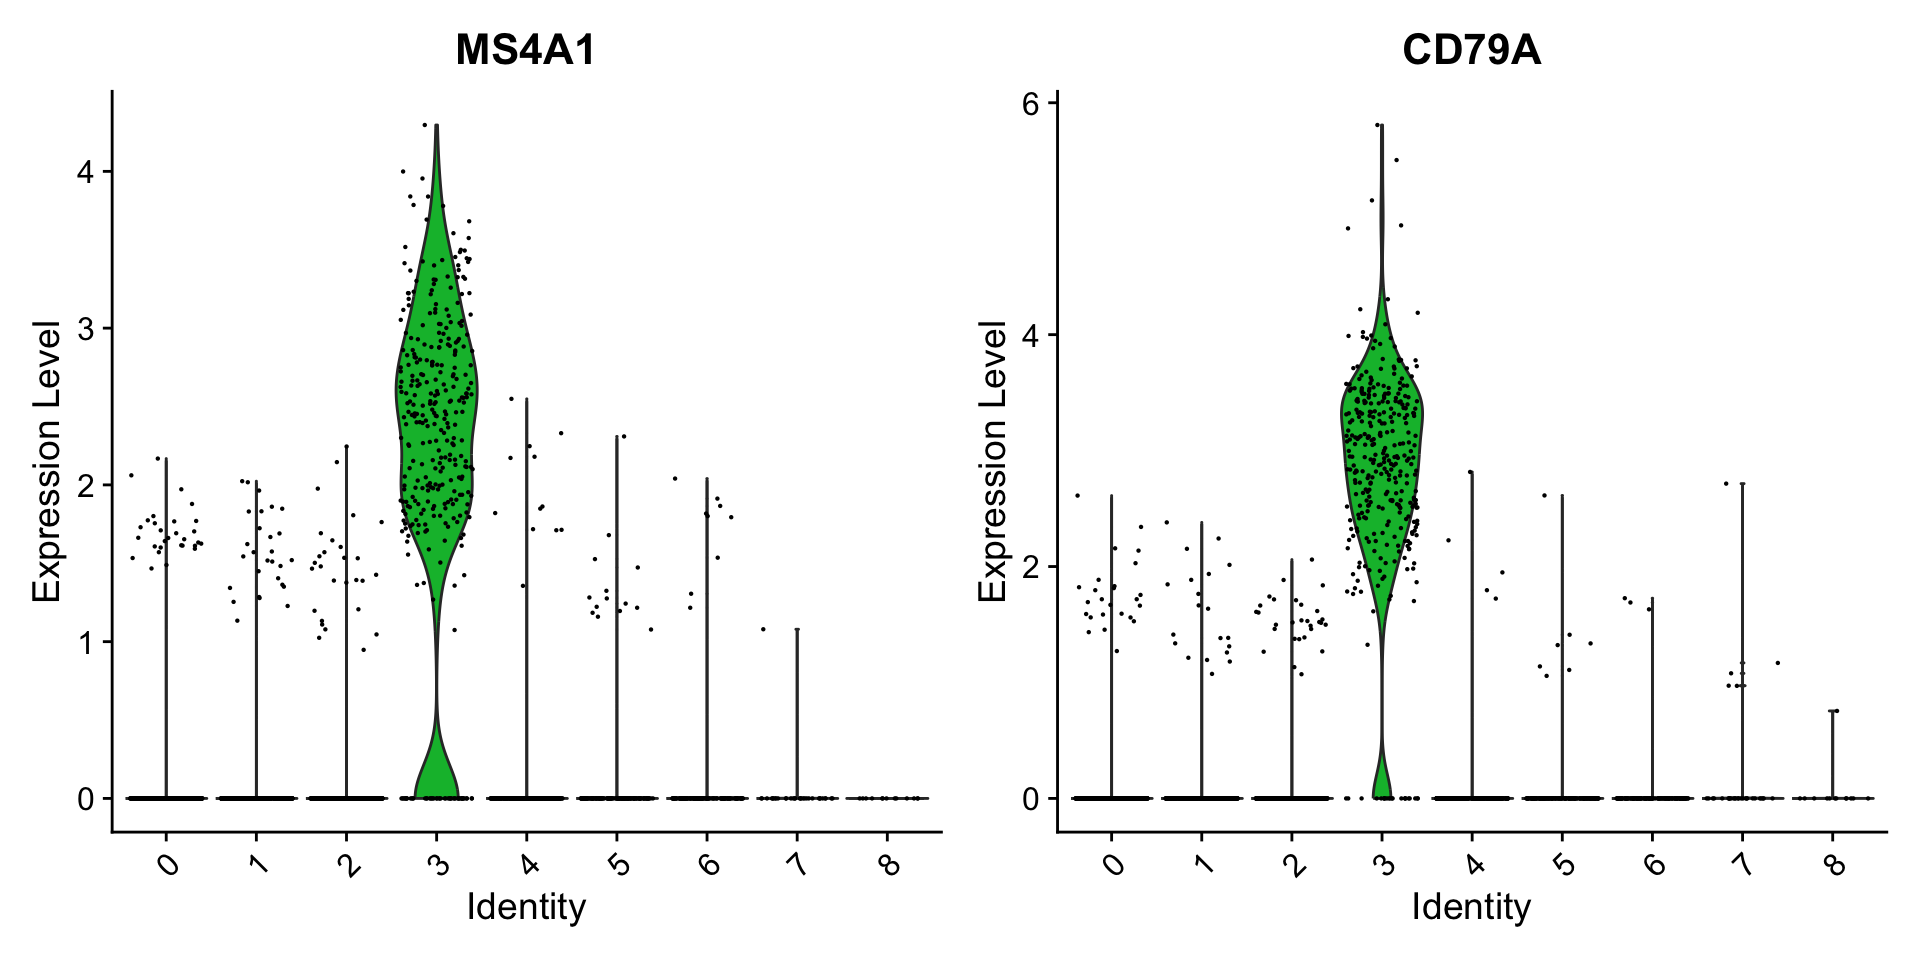 MS4A1
Expression Level
4
3
2
1
0
0 1 2 3 4 5 6 7 8
Identity
CD79A
Expression Level
6
4
2
0
0 1 2 3 4 5 6 7 8
Identity